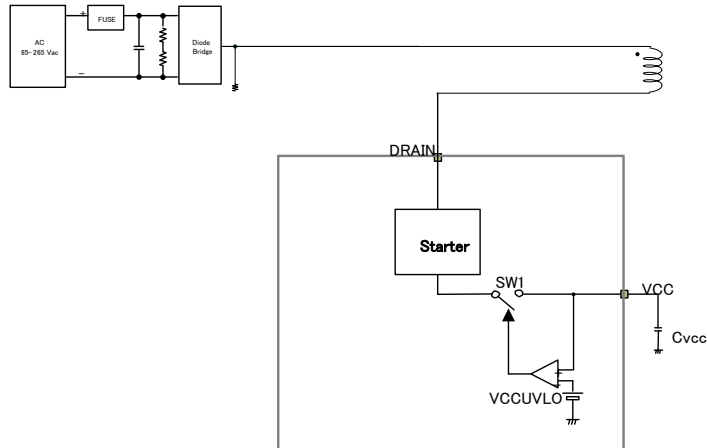 AC
85-265 Vac
+
FUSE
-
Diode
Bridge
DRAIN
Starter
SW1
VCC
Cvcc
+
VCCUVLO